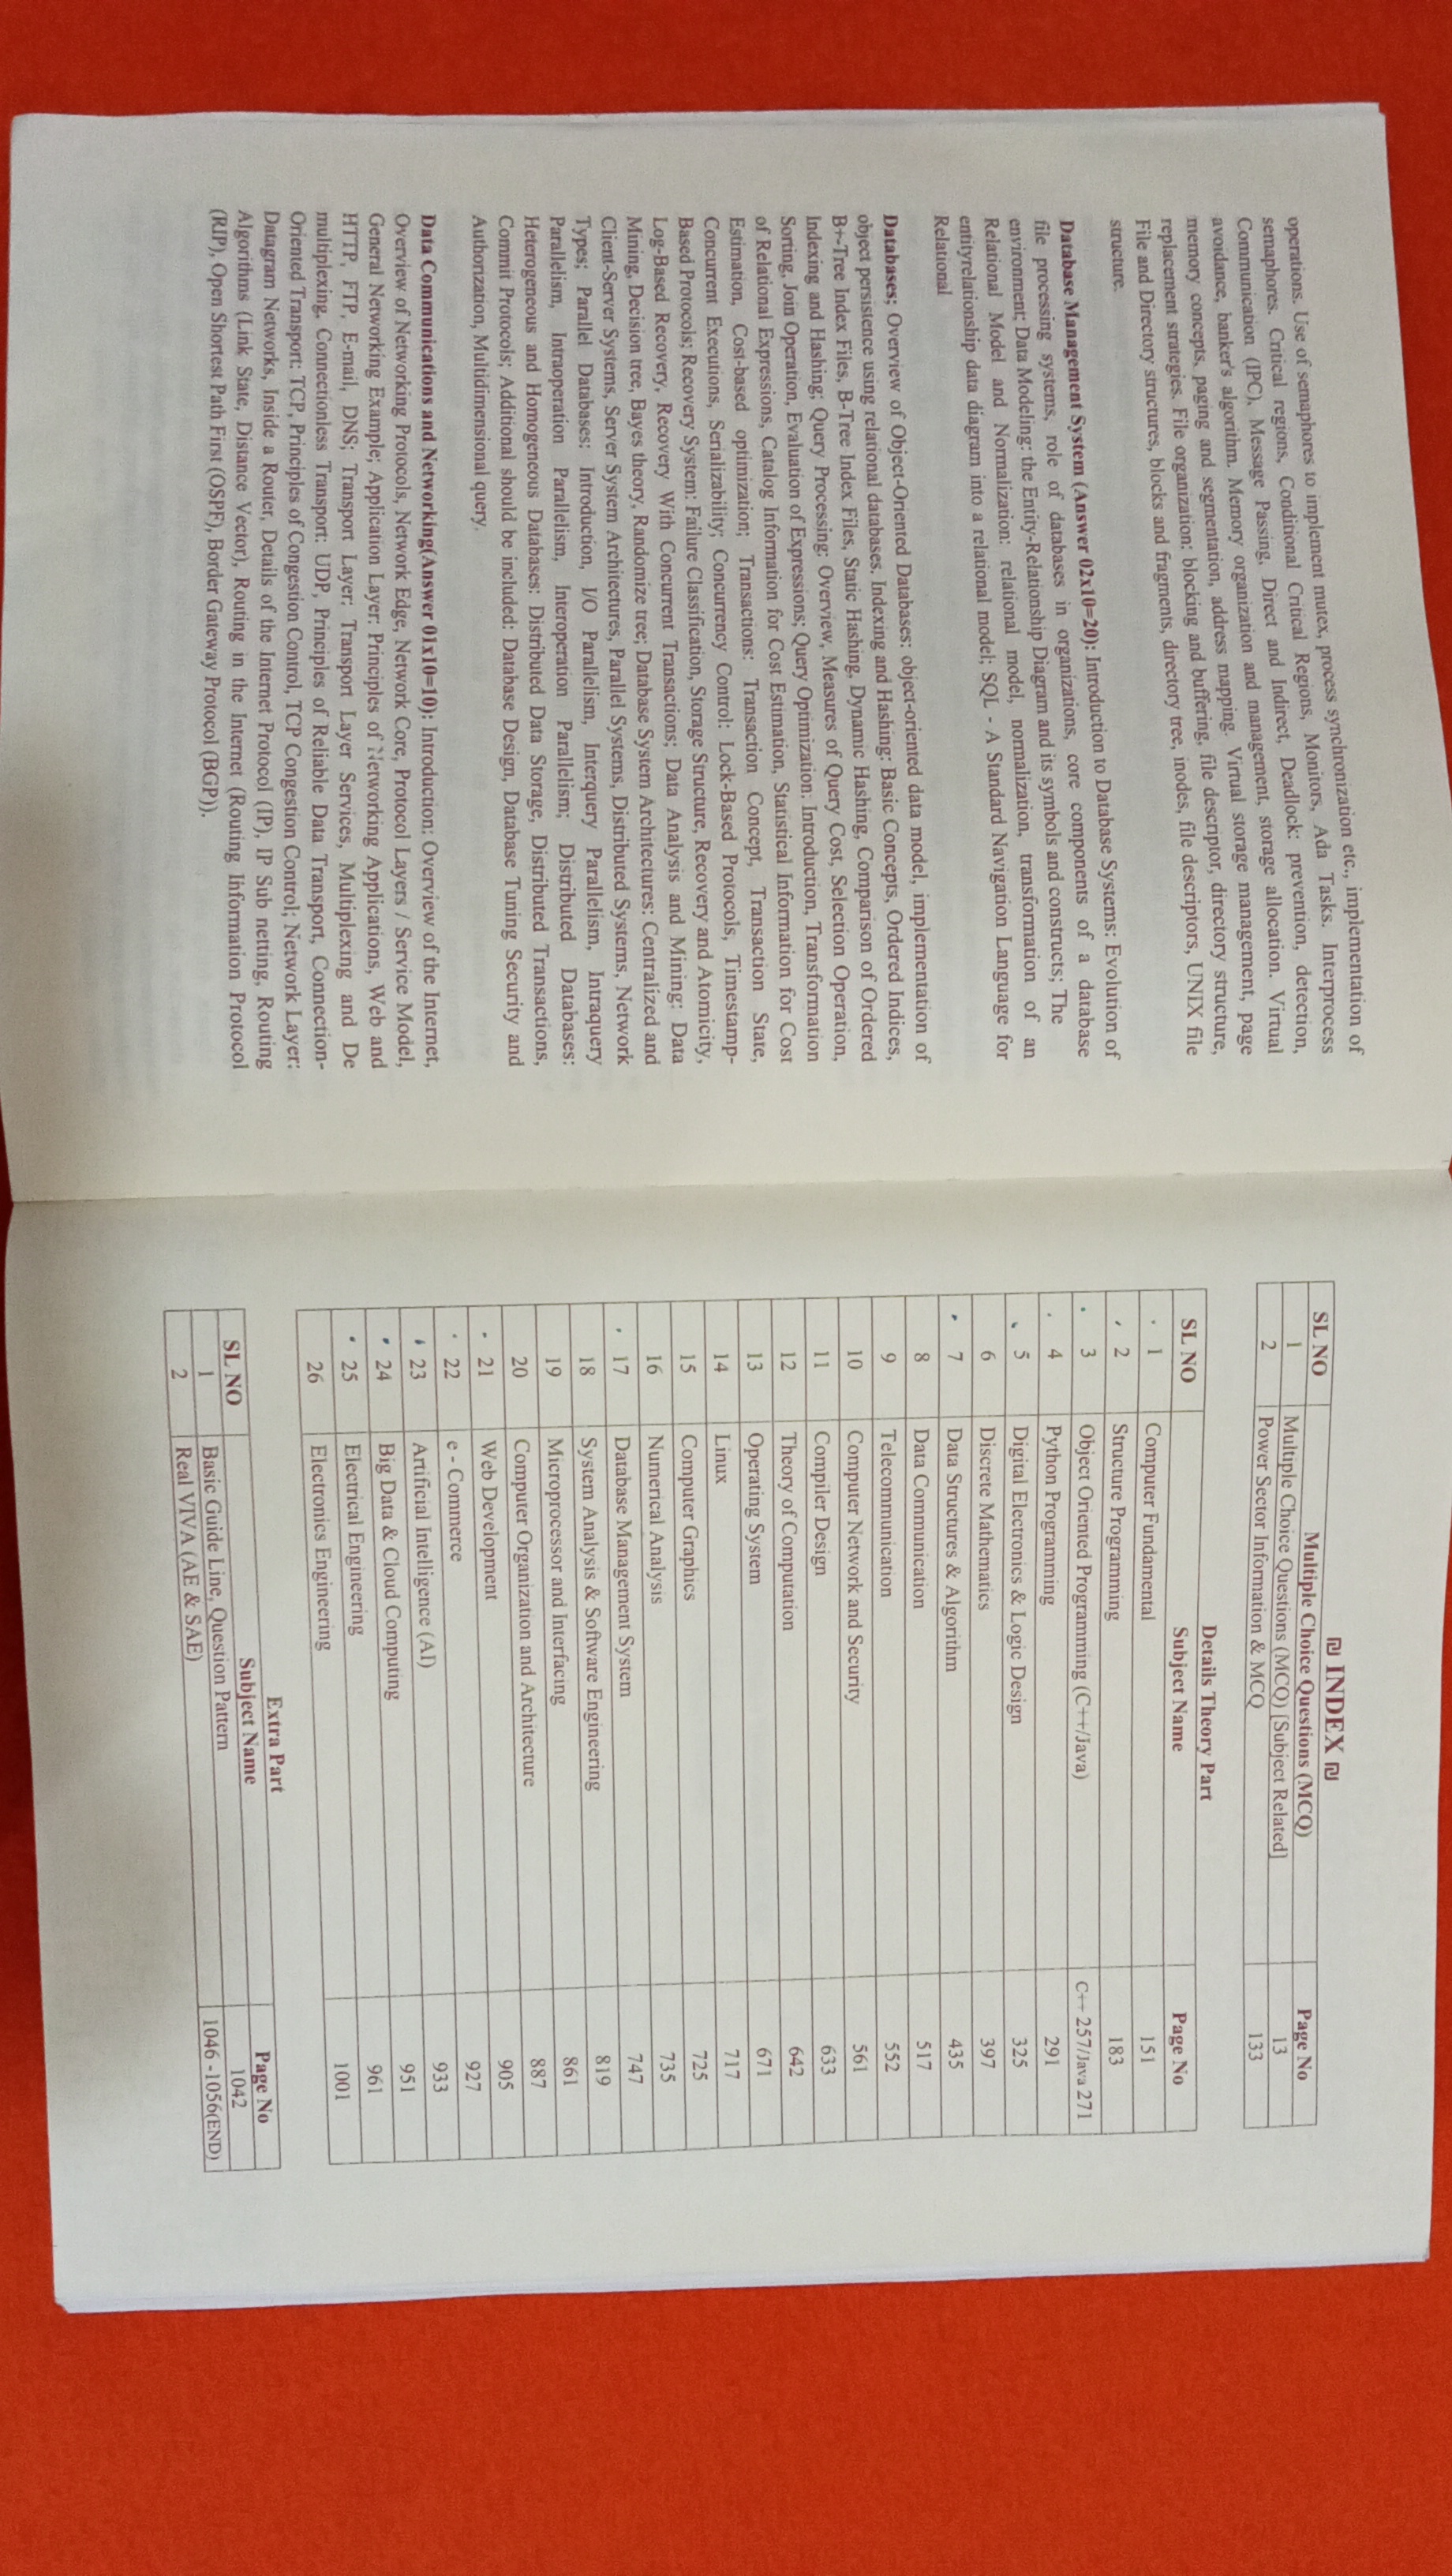 operations. Use of semaphores to implement mutex, process synchronization etc., implementation of
semaphores. Critical regions, Conditional Critical Regions, Monitors, Ada Tasks. Interprocess
Communication (IPC), Message Passing, Direct and Indirect, Deadlock: prevention, detection,
avoidance, banker's algorithm. Memory organization and management, storage allocation. Virtual
memory concepts, paging and segmentation, address mapping. Virtual storage management, page
replacement strategies. File organization: blocking and buffering, file descriptor, directory structure,
File and Directory structures, blocks and fragments, directory tree, inodes, file descriptors, UNIX file
structure.
Database Management System (Answer 02x10=20): Introduction to Database Systems: Evolution of
file processing systems, role of databases in organizations, core components of a database
environment; Data Modeling: the Entity-Relationship Diagram and its symbols and constructs; The
Relational Model and Normalization: relational model, normalization, transformation of an
entityrelationship data diagram into a relational model; SQL - A Standard Navigation Language for
Relational
Databases; Overview of Object-Oriented Databases: object-oriented data model, implementation of
object persistence using relational databases. Indexing and Hashing: Basic Concepts, Ordered Indices,
B+-Tree Index Files, B-Tree Index Files, Static Hashing, Dynamic Hashing, Comparison of Ordered
Indexing and Hashing; Query Processing: Overview, Measures of Query Cost, Selection Operation,
Sorting, Join Operation, Evaluation of Expressions; Query Optimization: Introduction, Transformation
of Relational Expressions, Catalog Information for Cost Estimation, Statistical Information for Cost
Estimation, Cost-based optimization; Transactions: Transaction Concept, Transaction State,
Concurrent Executions, Serializability; Concurrency Control: Lock-Based Protocols, Timestamp-
Based Protocols; Recovery System: Failure Classification, Storage Structure, Recovery and Atomicity,
Log-Based Recovery, Recovery With Concurrent Transactions; Data Analysis and Mining: Data
Mining, Decision tree, Bayes theory, Randomize tree; Database System Architectures: Centralized and
Client-Server Systems, Server System Architectures, Parallel Systems, Distributed Systems, Network
Types; Parallel Databases: Introduction, I/O Parallelism, Interquery Parallelism, Intraquery
Parallelism, Intraoperation Parallelism, Interoperation Parallelism; Distributed Databases:
Heterogeneous and Homogeneous Databases: Distributed Data Storage, Distributed Transactions,
Commit Protocols; Additional should be included: Database Design, Database Tuning Security and
Authorization, Multidimensional query.
Data Communications and Networking(Answer 01x10=10): Introduction: Overview of the Internet,
Overview of Networking Protocols, Network Edge, Network Core, Protocol Layers / Service Model,
General Networking Example; Application Layer: Principles of Networking Applications, Web and
HTTP, FTP, E-mail, DNS; Transport Layer: Transport Layer Services, Multiplexing and De
multiplexing, Connectionless Transport: UDP, Principles of Reliable Data Transport, Connection-
Oriented Transport: TCP, Principles of Congestion Control, TCP Congestion Control; Network Layer:
Datagram Networks, Inside a Router, Details of the Internet Protocol (IP), IP Sub netting, Routing
Algorithms (Link State, Distance Vector), Routing in the Internet (Routing Information Protocol
(RIP), Open Shortest Path First (OSPF), Border Gateway Protocol (BGP)).
₪ INDEX ₪
SL NO Multiple Choice Questions (MCQ) Page No
1 Multiple Choice Questions (MCQ) [Subject Related] 13
2 Power Sector Information & MCQ 133
Details Theory Part
SL NO Subject Name Page No
1 Computer Fundamental 151
2 Structure Programming 183
3 Object Oriented Programming (C++/Java) C++ 257/Java 271
4 Python Programming 291
5 Digital Electronics & Logic Design 325
6 Discrete Mathematics 397
7 Data Structures & Algorithm 435
8 Data Communication 517
9 Telecommunication 552
10 Computer Network and Security 561
11 Compiler Design 633
12 Theory of Computation 642
13 Operating System 671
14 Linux 717
15 Computer Graphics 725
16 Numerical Analysis 735
17 Database Management System 747
18 System Analysis & Software Engineering 819
19 Microprocessor and Interfacing 861
20 Computer Organization and Architecture 887
21 Web Development 905
22 e - Commerce 927
23 Artificial Intelligence (AI) 933
24 Big Data & Cloud Computing 951
25 Electrical Engineering 961
26 Electronics Engineering 1001
Extra Part
SL NO Subject Name Page No
1 Basic Guide Line, Question Pattern 1042
2 Real VIVA (AE & SAE) 1046 -1056(END)